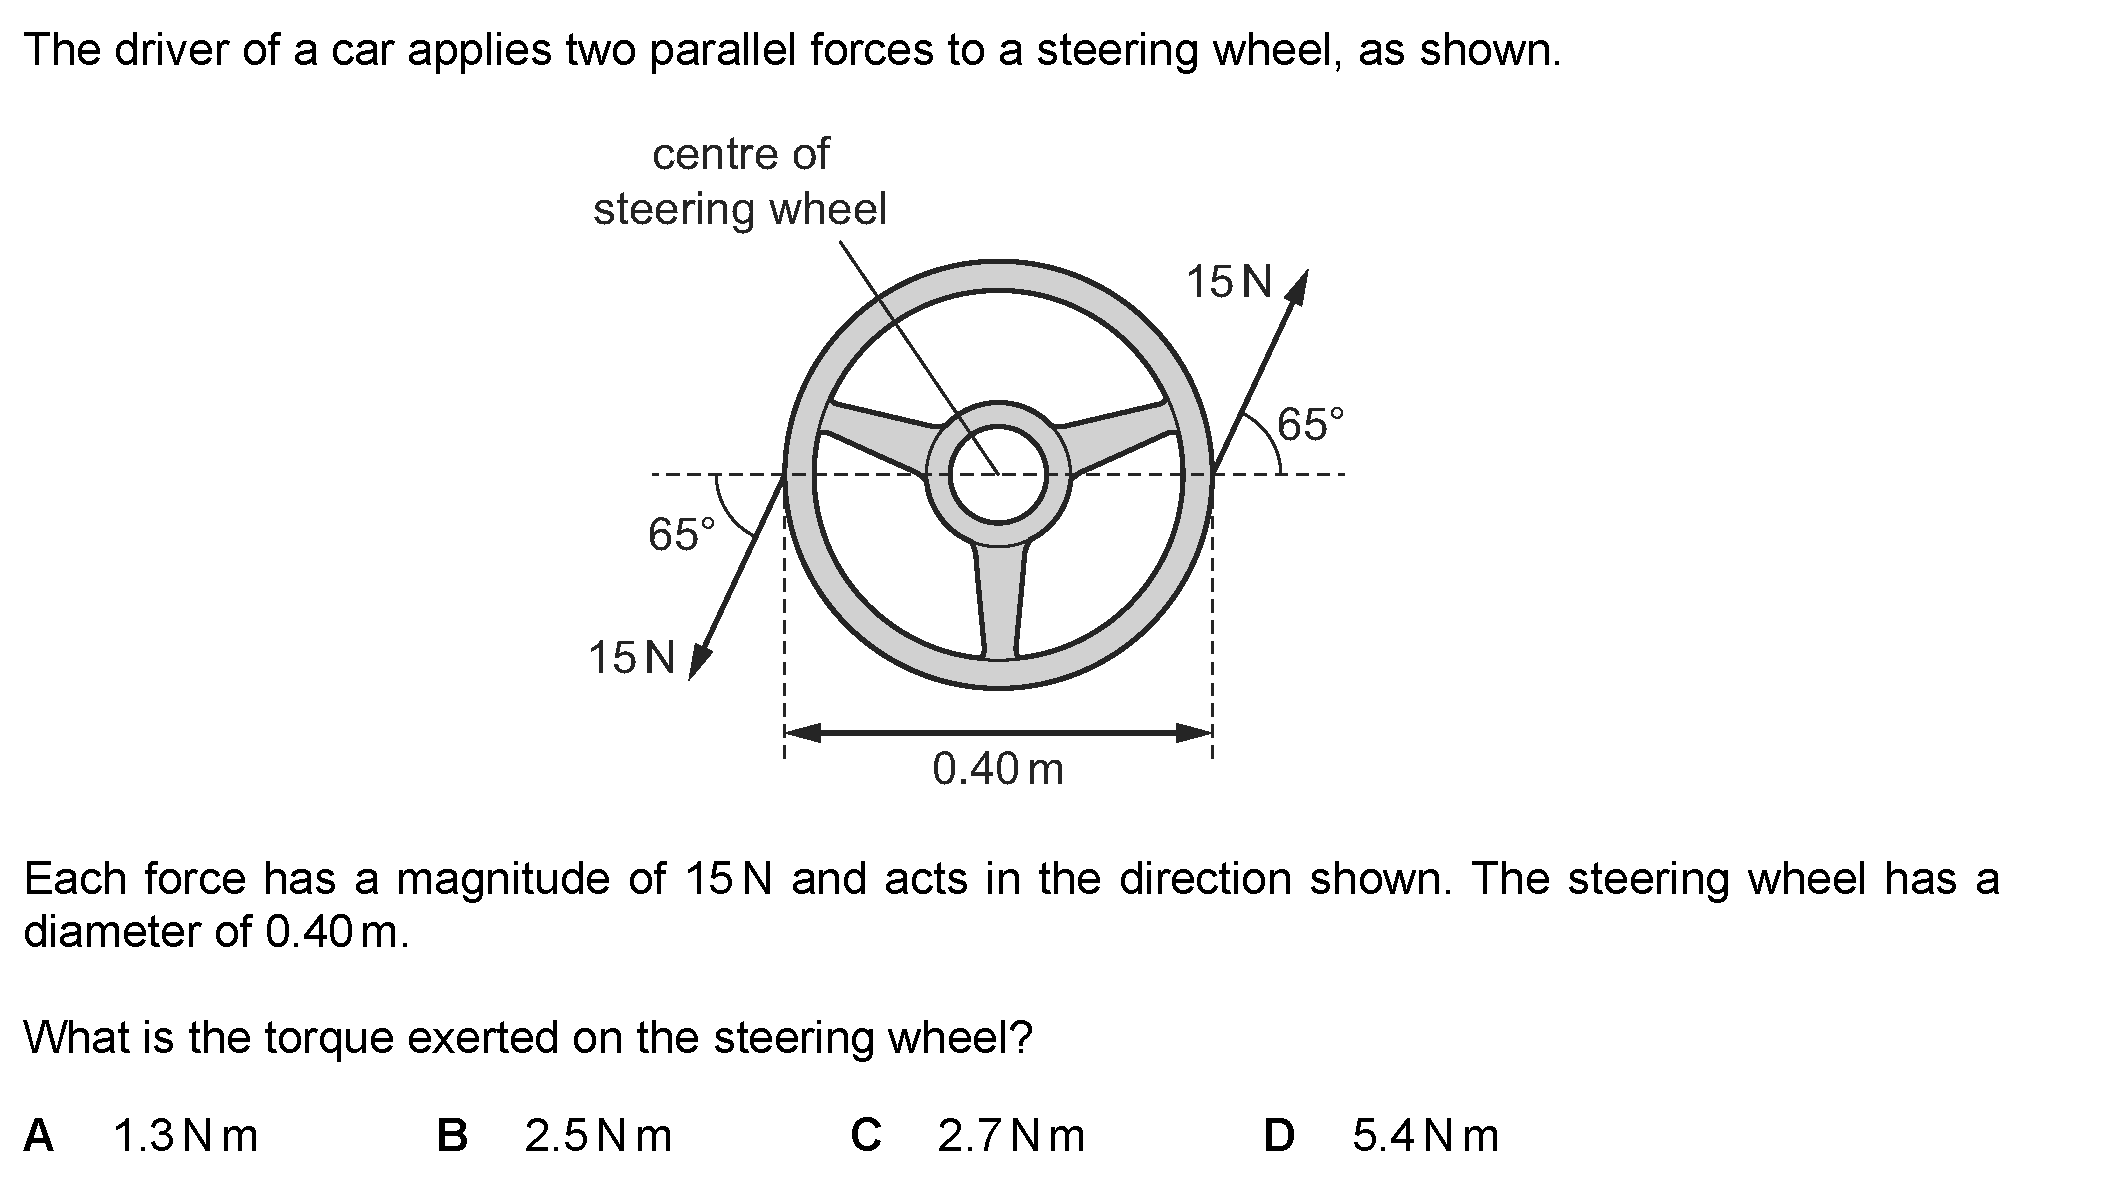 The driver of a car applies two parallel forces to a steering wheel, as shown.
centre of
steering wheel
15 N
65°
65°
15 N
0.40 m
Each force has a magnitude of 15 N and acts in the direction shown. The steering wheel has a
diameter of 0.40 m.
What is the torque exerted on the steering wheel?
A 1.3 N m B 2.5 N m C 2.7 N m D 5.4 N m